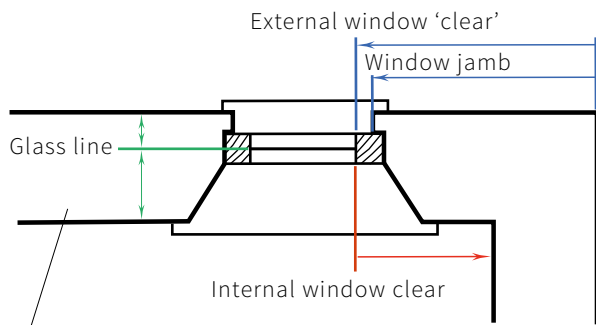 External window ‘clear’
Window jamb
Glass line
Internal window clear